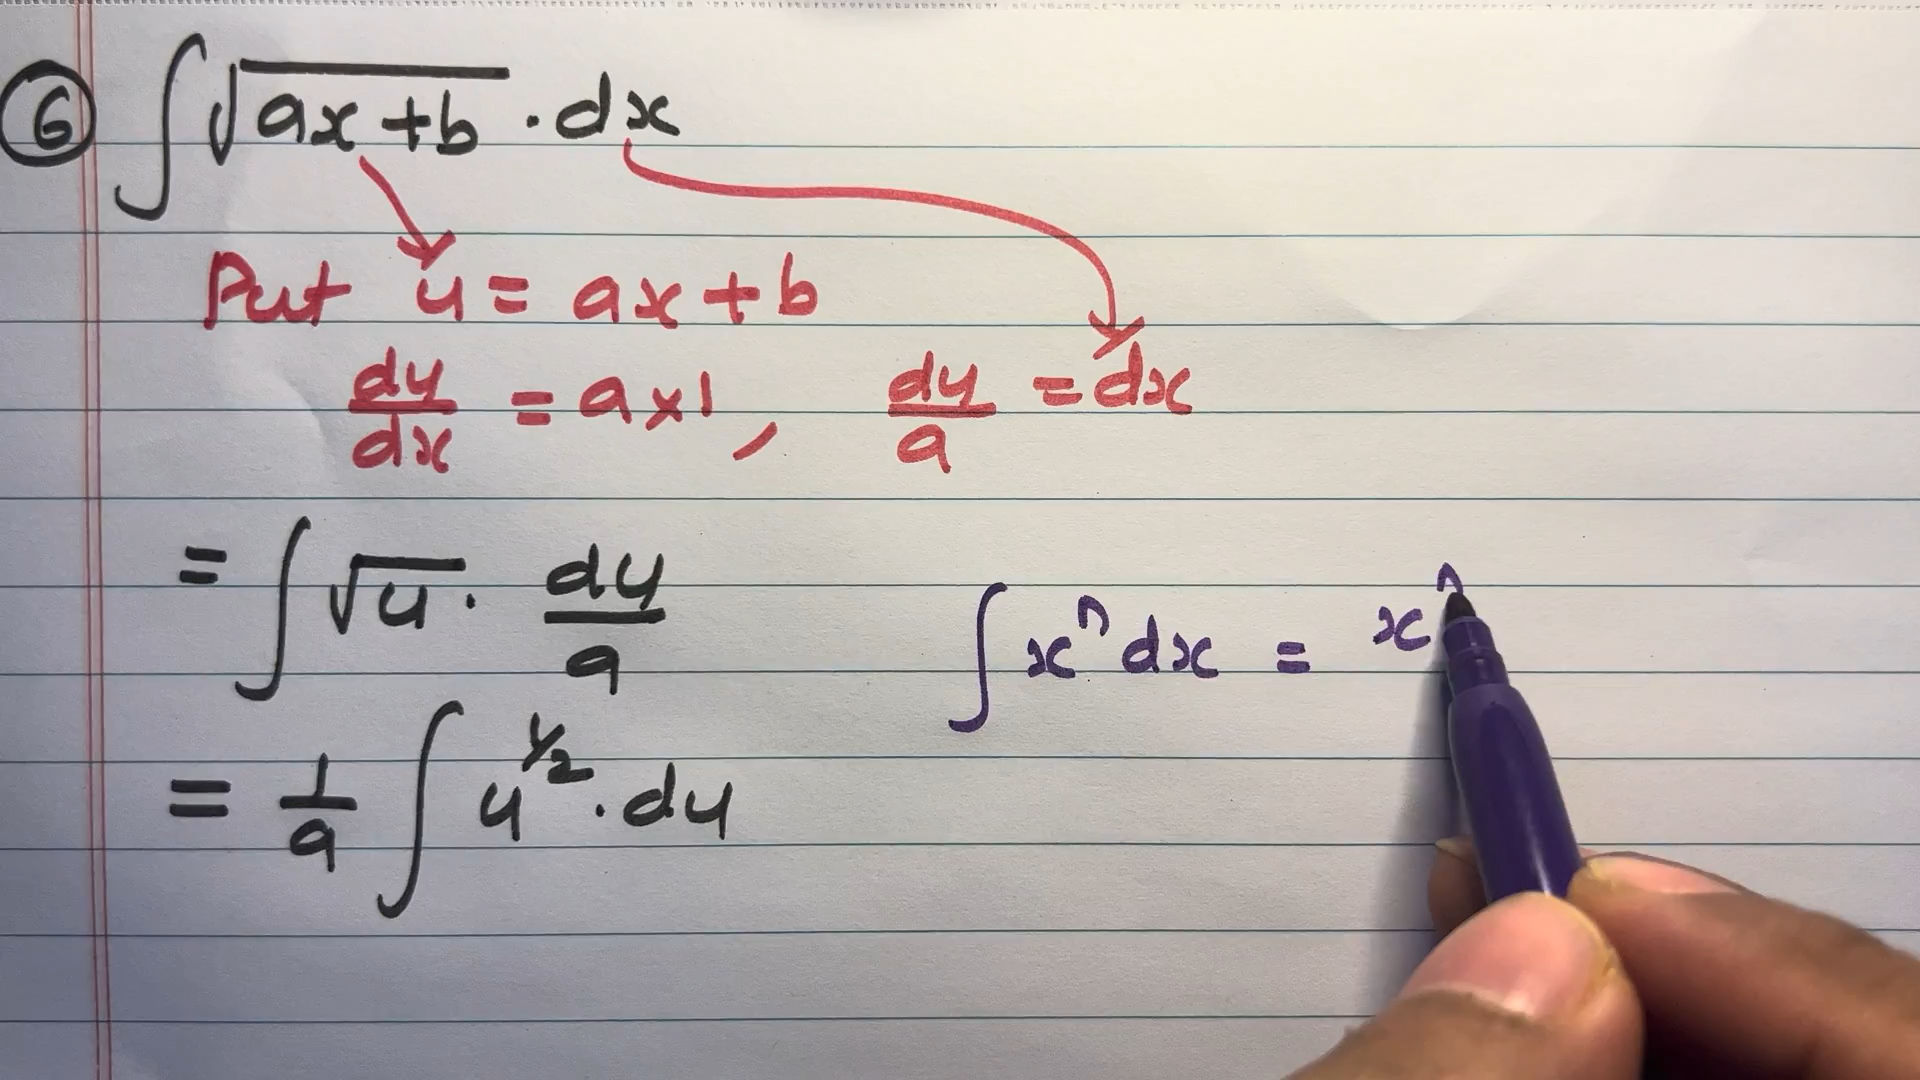 6 ∫√(ax+b) · dx
Put u = ax+b
du/dx = a×1, du/a = dx
= ∫√u · du/a
∫xⁿ dx = xⁿ
= 1/a ∫ u^1/2 · du